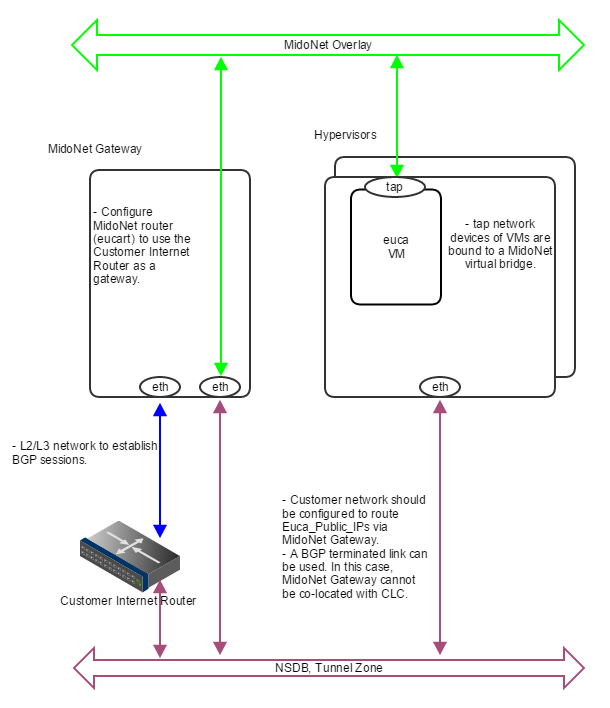 MidoNet Overlay
Hypervisors
MidoNet Gateway
tap
- Configure
MidoNet router
(eucart) to use the
Customer Internet
Router as a
gateway.
euca
VM
- tap network
devices of VMs are
bound to a MidoNet
virtual bridge.
eth
eth
eth
- L2/L3 network to establish
BGP sessions.
- Customer network should
be configured to route
Euca_Public_IPs via
MidoNet Gateway.
- A BGP terminated link can
be used. In this case,
MidoNet Gateway cannot
be co-located with CLC.
Customer Internet Router
NSDB, Tunnel Zone